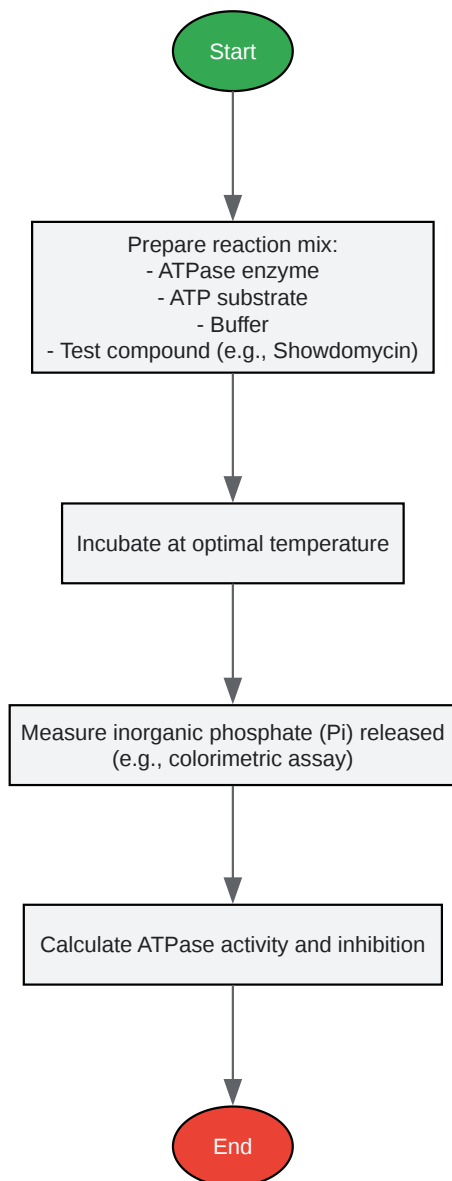 Start
Prepare reaction mix:
- ATPase enzyme
- ATP substrate
- Buffer
- Test compound (e.g., Showdomycin)
Incubate at optimal temperature
Measure inorganic phosphate (Pi) released
(e.g., colorimetric assay)
Calculate ATPase activity and inhibition
End